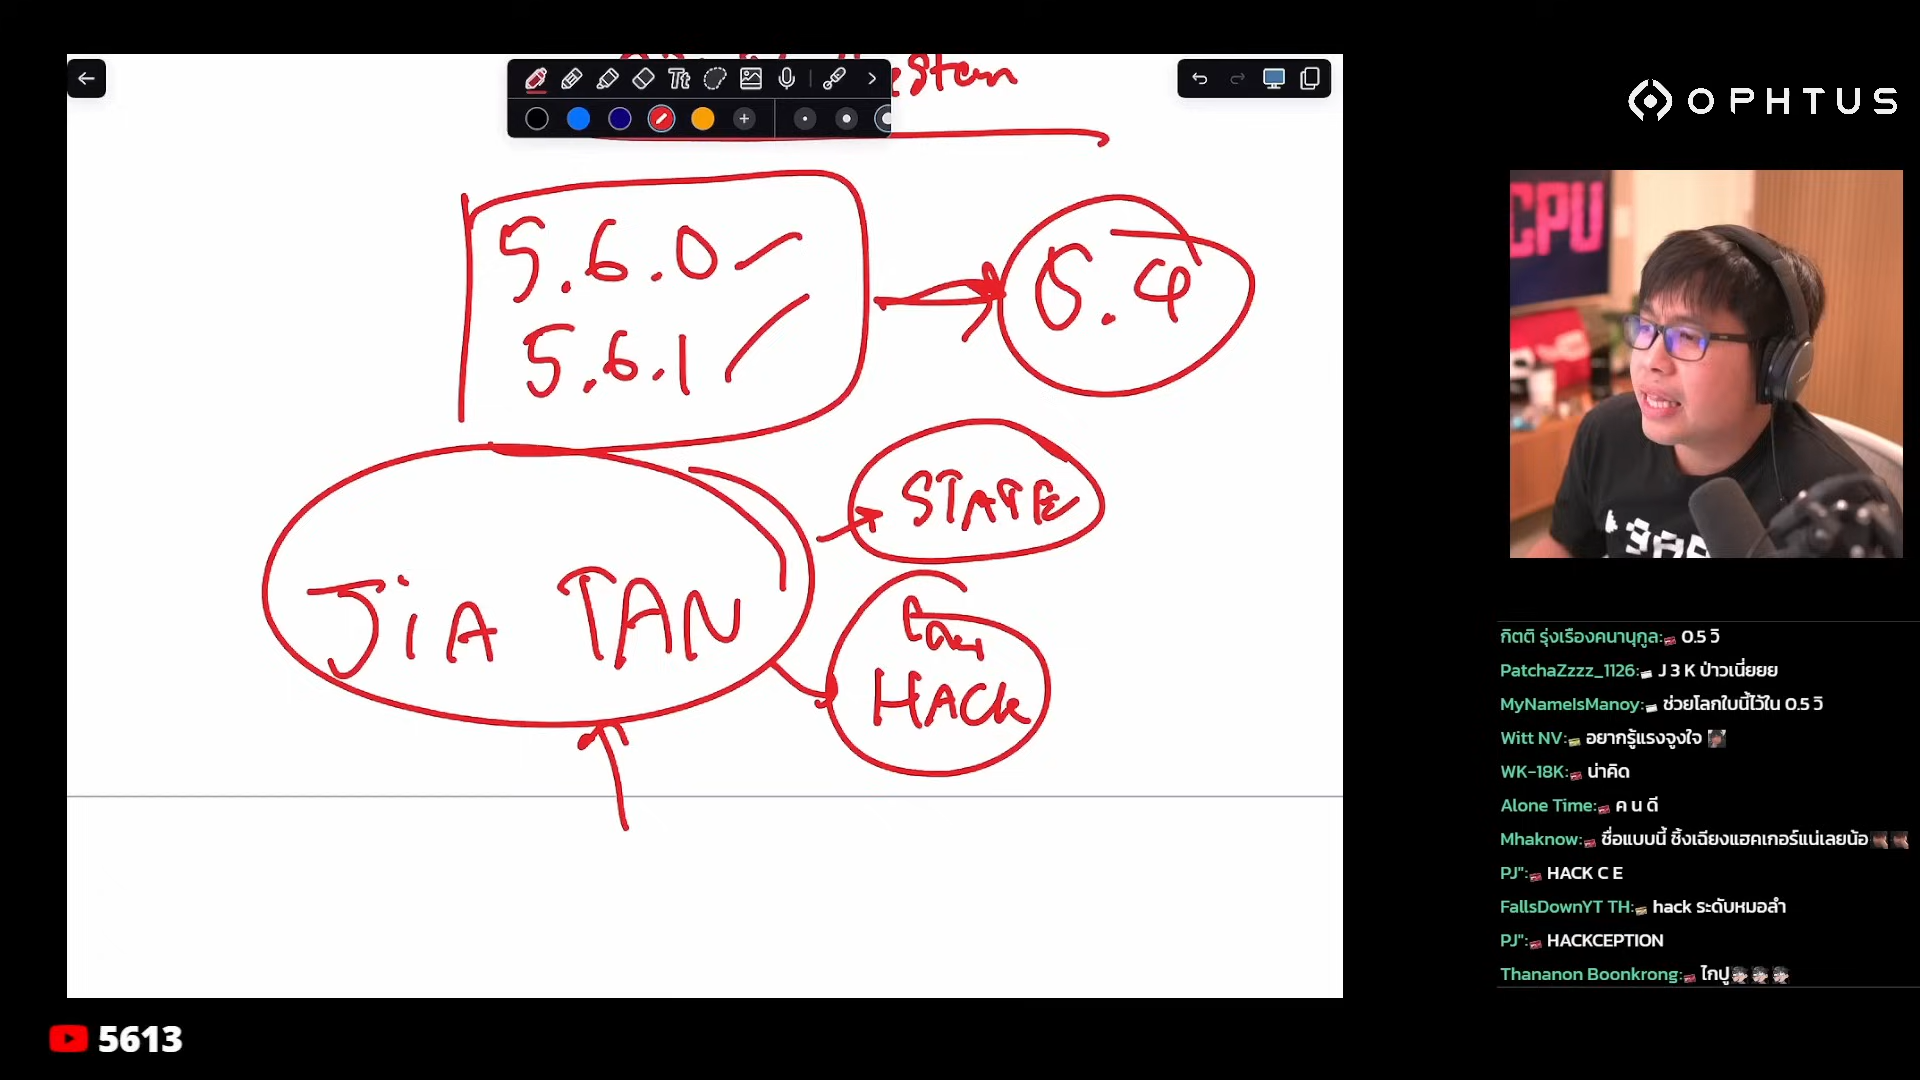 OPHTUS
CPU
5.6.0
5.4
5.6.1
STATE
JiA TAN
โดน
HACK
กิตติ รุ่งเรืองคนานุกูล: 0.5 วิ
PatchaZzzz_1126: J 3 K ป่าวเนี่ยยย
MyNameIsManoy: ช่วยโลกใบนี้ไว้ใน 0.5 วิ
Witt NV: อยากรู้แรงจูงใจ
WK-18K: น่าคิด
Alone Time: ค น ดี
Mhaknow: ชื่อแบบนี้ ซิ้งเฉียงแฮคเกอร์แน่เลยน้อ
PJ": HACK C E
FallsDownYT TH: hack ระดับหมอลำ
PJ": HACKCEPTION
Thananon Boonkrong: ไกปู
5613